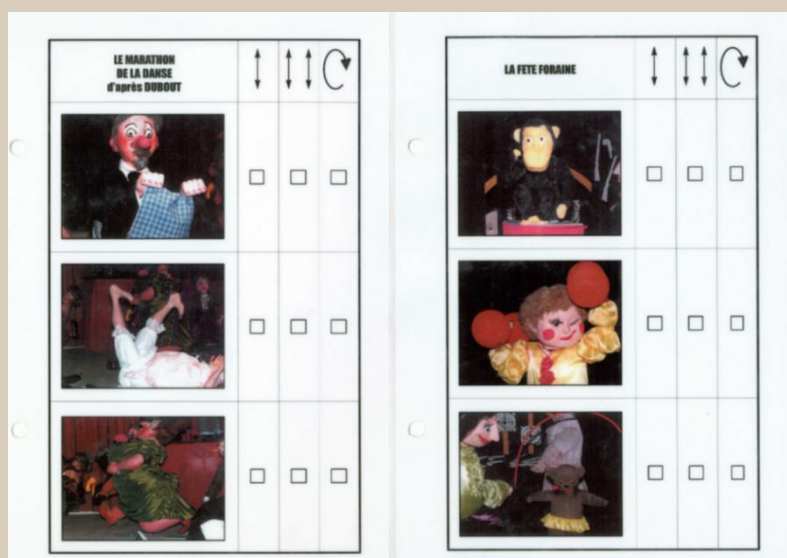 LE MARATHON
DE LA DANSE
d'après DUBOUT
LA FETE FORAINE